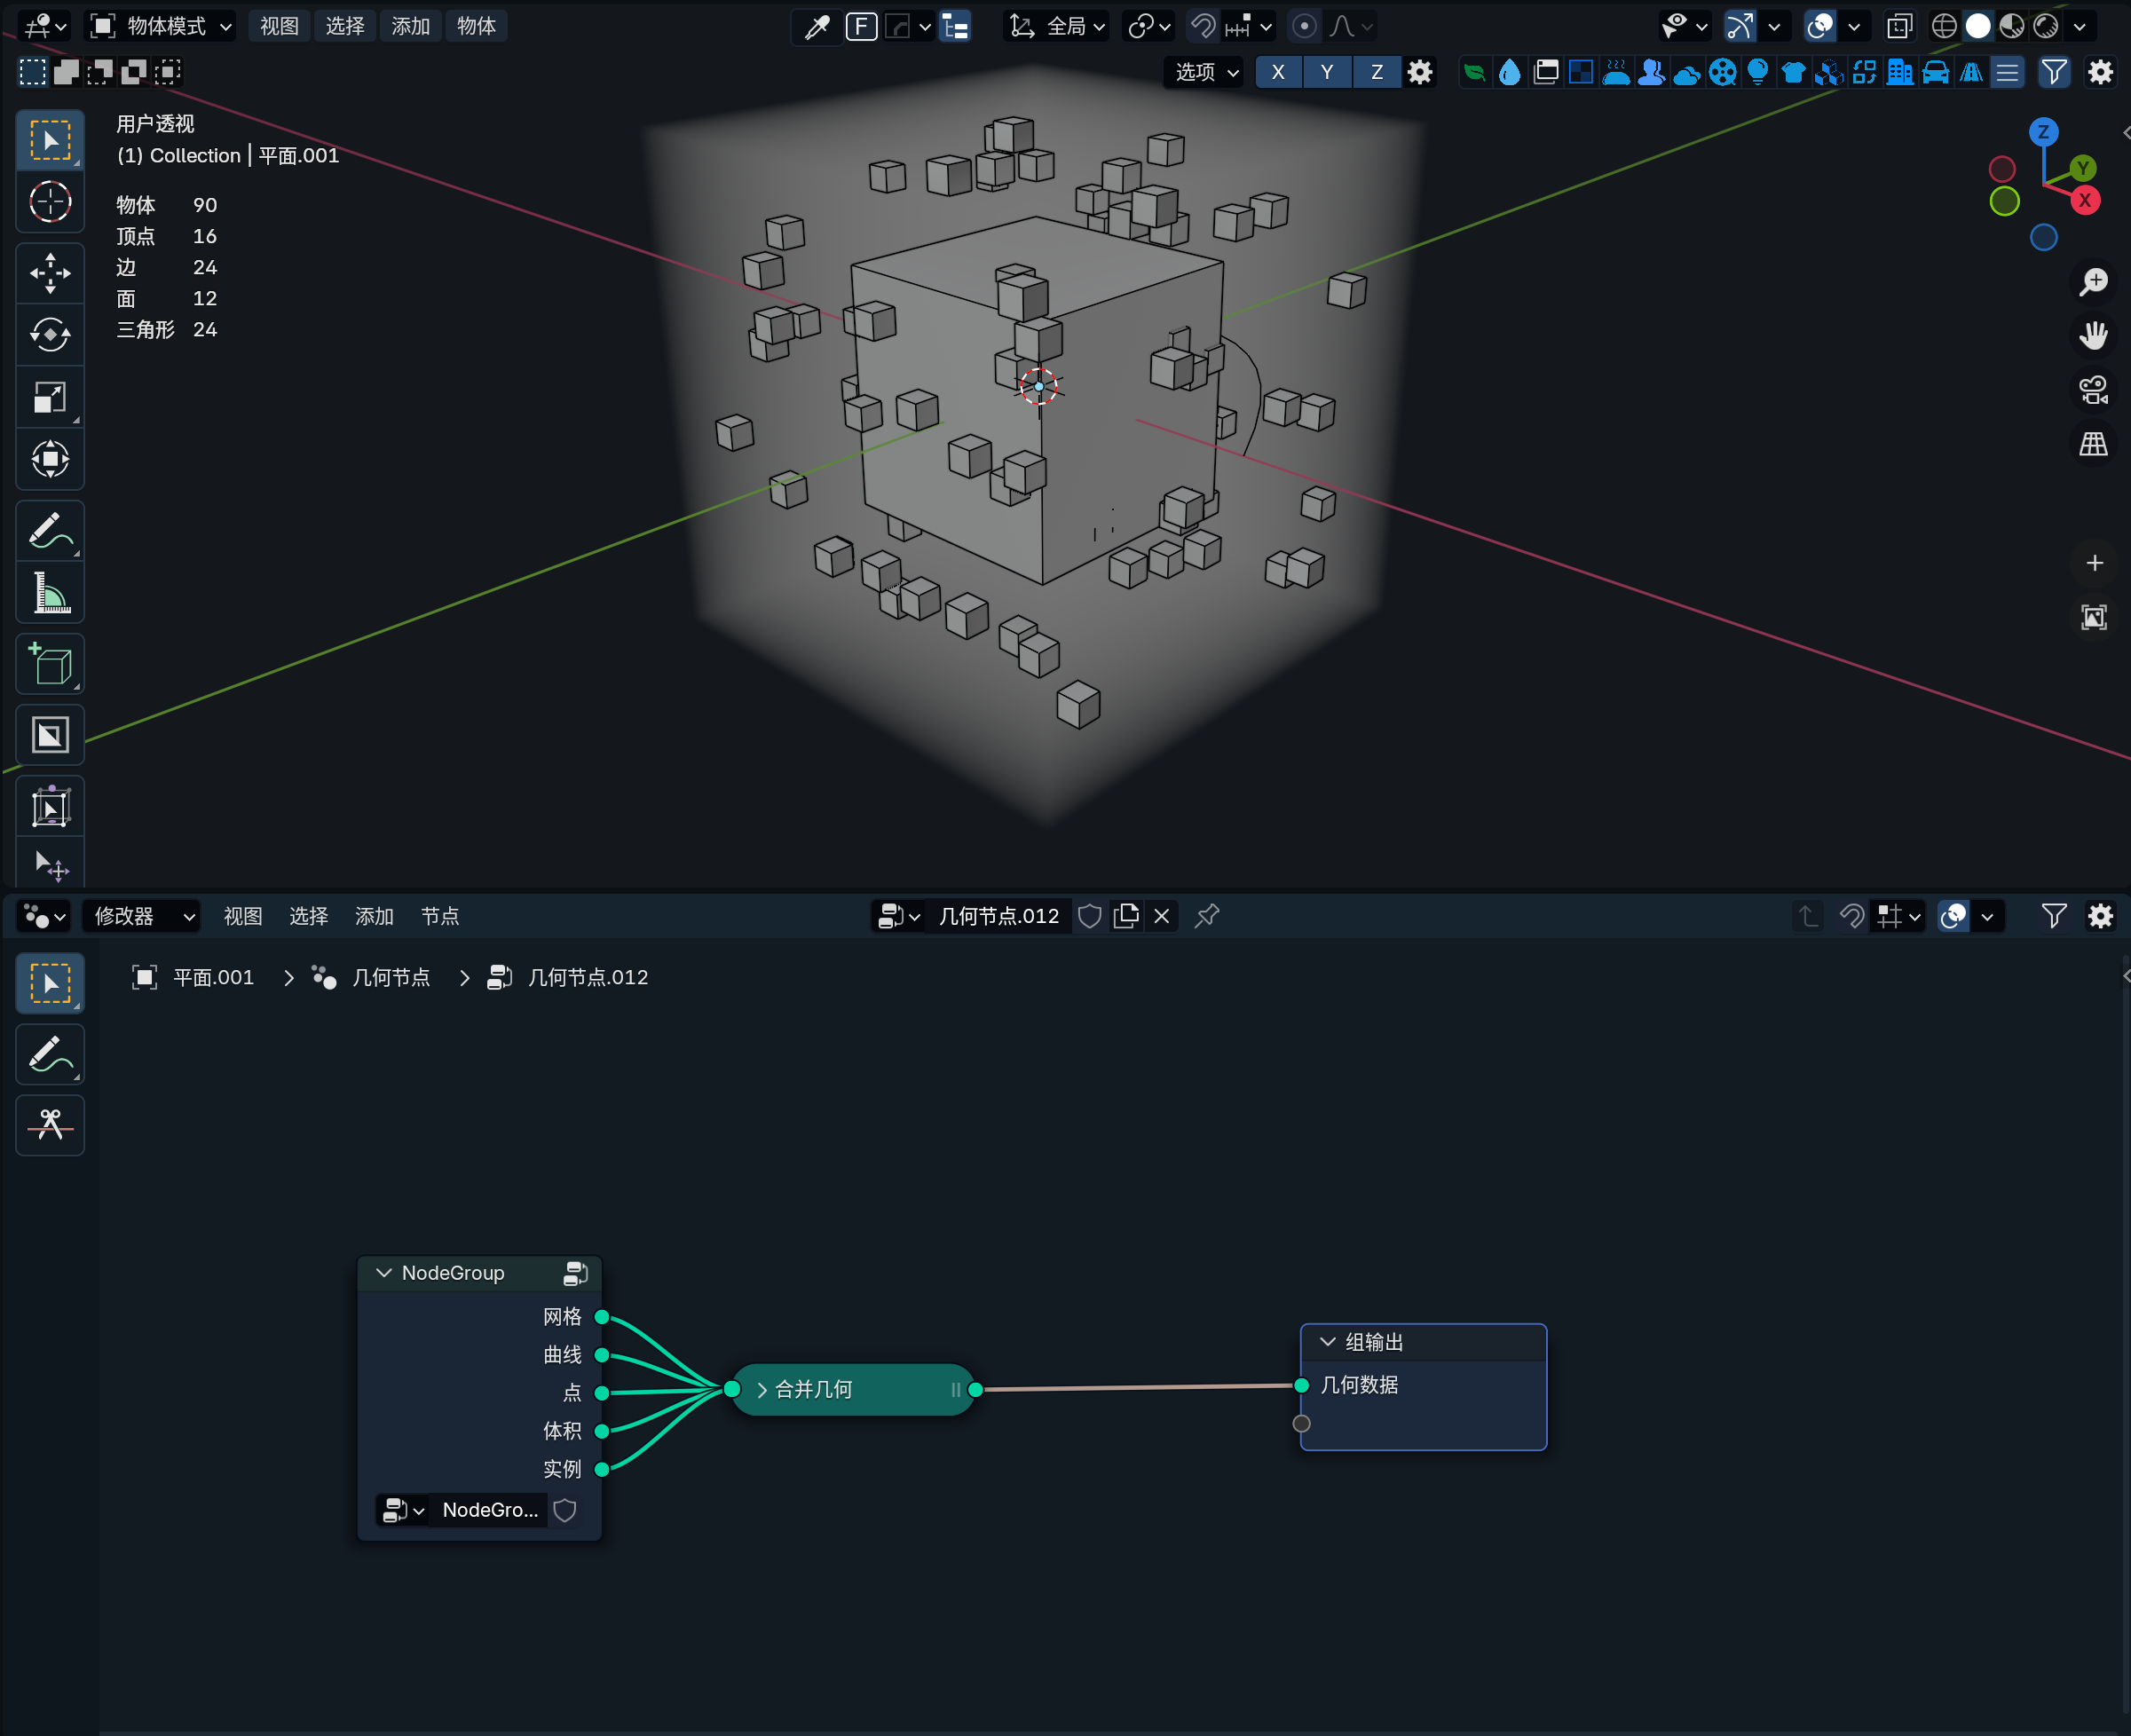 物体模式 视图 选择 添加 物体 F 全局
选项 X Y Z
用户透视
(1) Collection | 平面.001
物体 90
顶点 16
边 24
面 12
三角形 24
Z
Y
X
修改器 视图 选择 添加 节点 几何节点.012
平面.001 > 几何节点 > 几何节点.012
NodeGroup
网格
曲线
点
体积
实例
NodeGro...
合并几何
组输出
几何数据